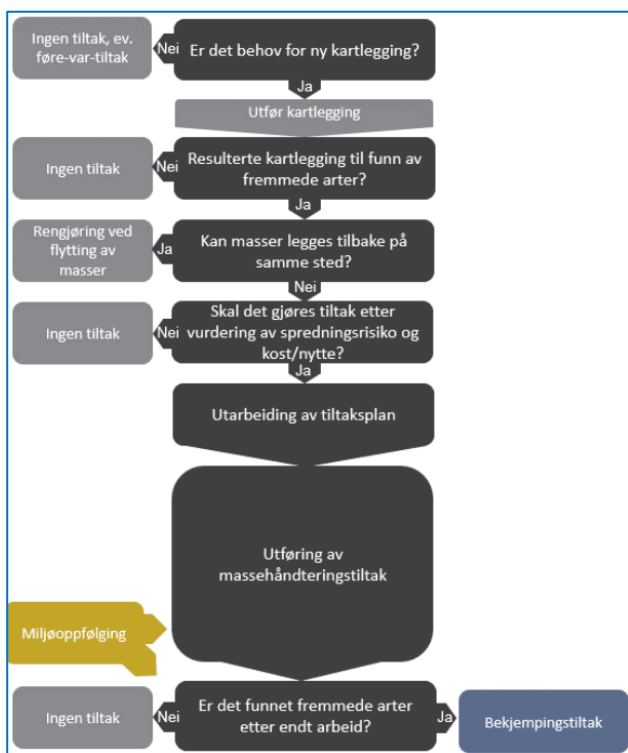 Ingen tiltak, ev.
føre-var-tiltak
Nei
Er det behov for ny kartlegging?
Ja
Utfør kartlegging
Ingen tiltak
Nei
Resulterte kartlegging til funn av
fremmede arter?
Ja
Rengjøring ved
flytting av
masser
Ja
Kan masser legges tilbake på
samme sted?
Nei
Ingen tiltak
Nei
Skal det gjøres tiltak etter
vurdering av spredningsrisiko og
kost/nytte?
Ja
Utarbeiding av tiltaksplan
Utføring av
massehåndteringstiltak
Miljøoppfølging
Ingen tiltak
Nei
Er det funnet fremmede arter
etter endt arbeid?
Ja
Bekjempingstiltak